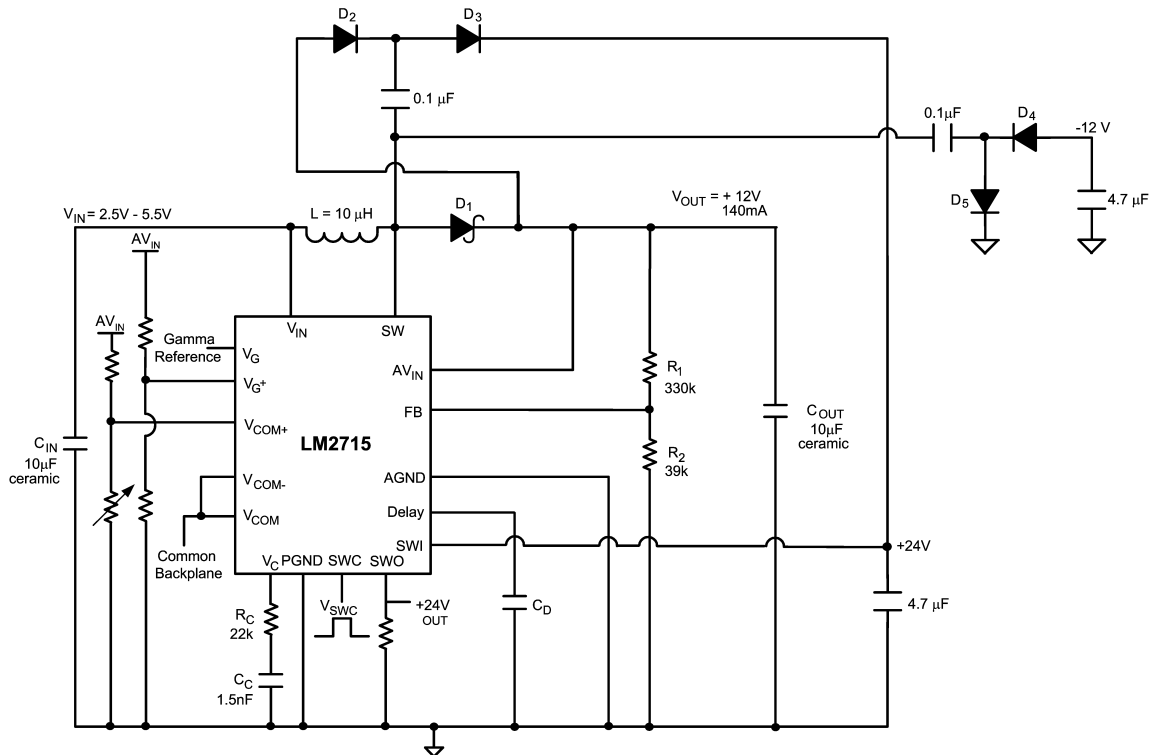 D2
D3
0.1 µF
0.1µF
D4
-12 V
D5
4.7 µF
VIN = 2.5V - 5.5V
L = 10 µH
D1
VOUT = + 12V
140mA
AVIN
AVIN
VIN
SW
Gamma
Reference
VG
AVIN
VG+
R1
330k
FB
VCOM+
COUT
10µF
ceramic
CIN
10µF
ceramic
LM2715
R2
39k
VCOM-
AGND
VCOM
Delay
Common
Backplane
SWI
+24V
VC
PGND
SWC
SWO
RC
22k
VSWC
+24V
OUT
CD
4.7 µF
CC
1.5nF